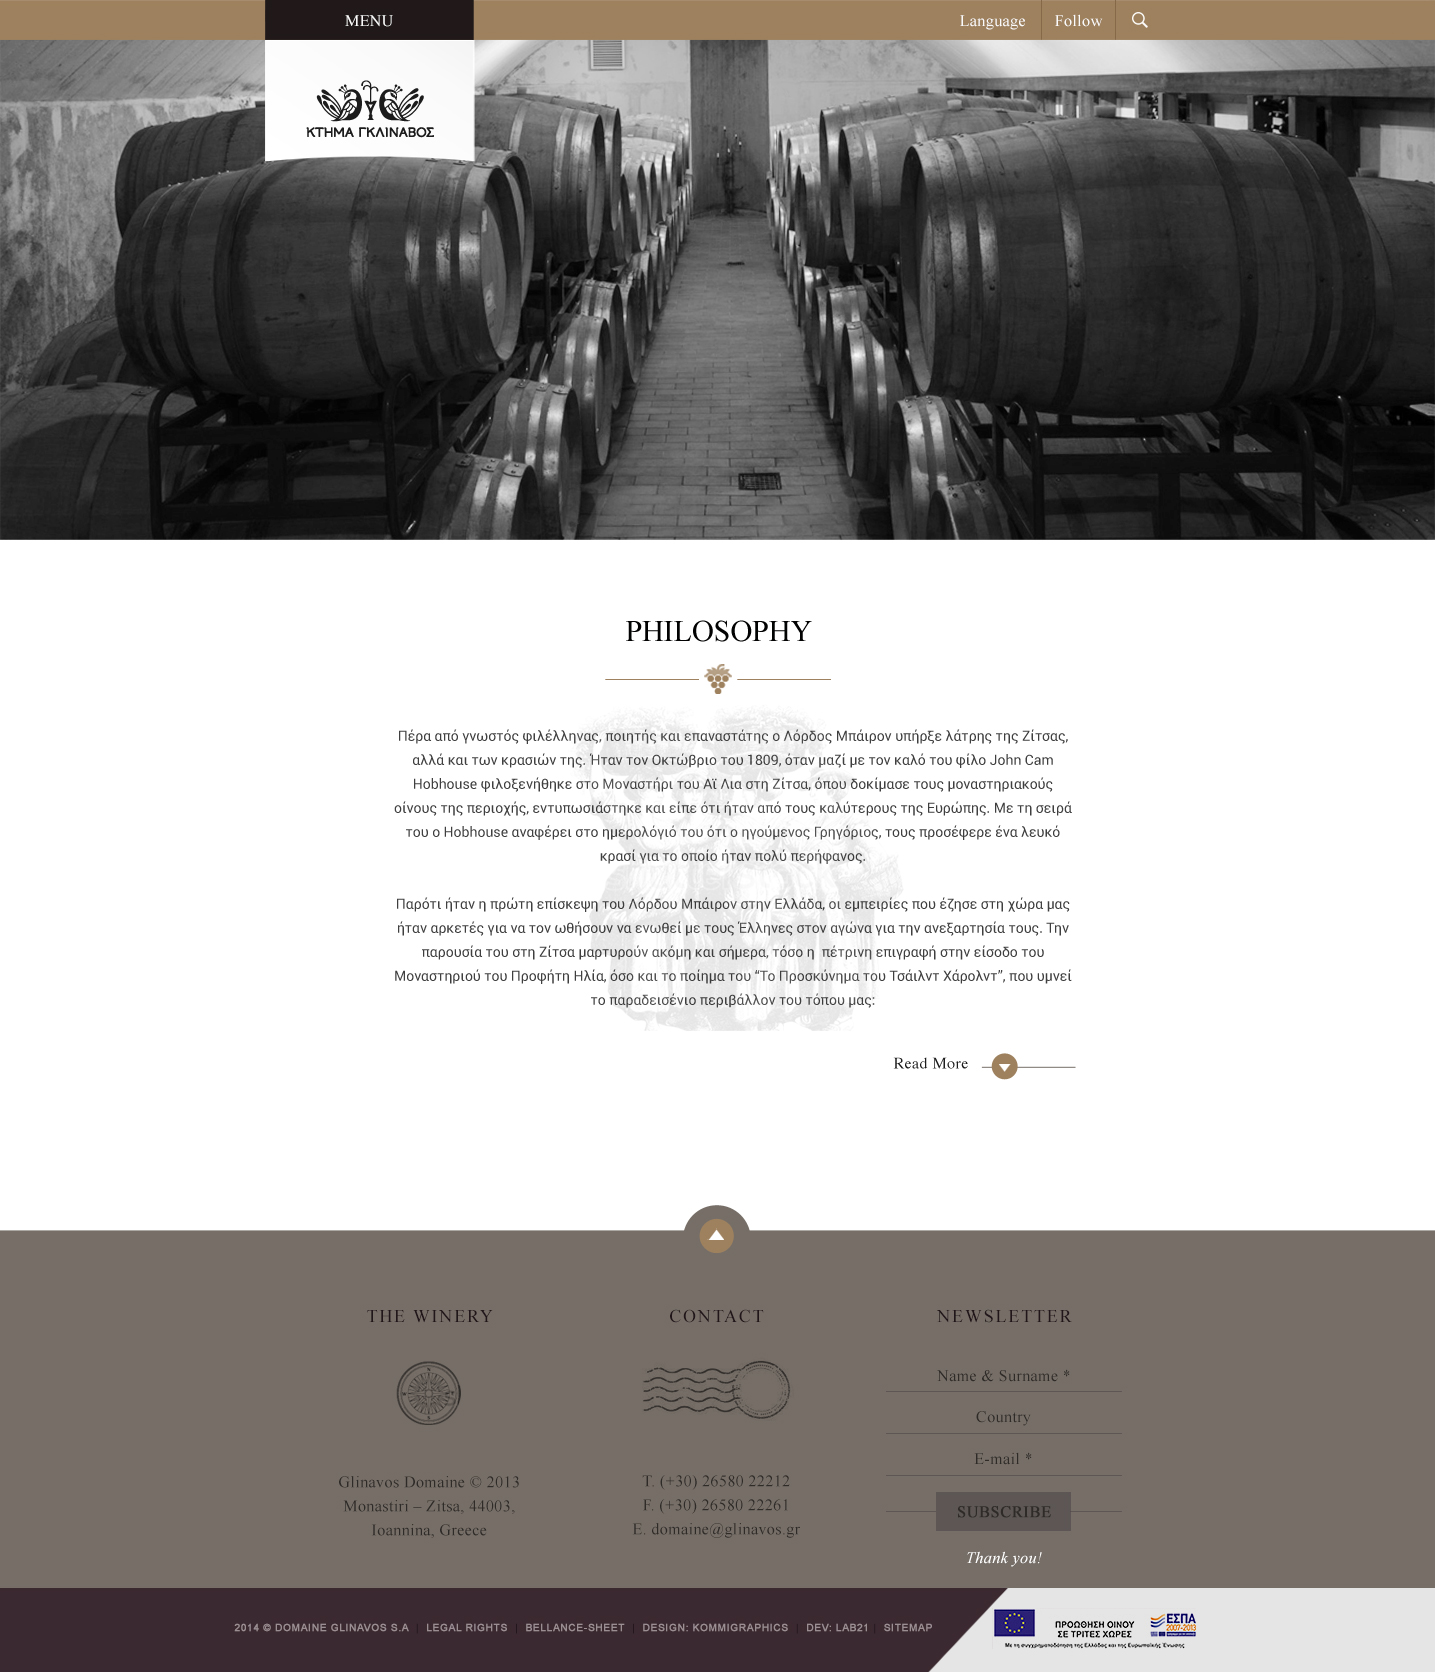 MENU
Language
Follow
ΚΤΗΜΑ ΓΚΛΙΝΑΒΟΣ
PHILOSOPHY
Πέρα από γνωστός φιλέλληνας, ποιητής και επαναστάτης ο Λόρδος Μπάιρον υπήρξε λάτρης της Ζίτσας,
αλλά και των κρασιών της. Ήταν τον Οκτώβριο του 1809, όταν μαζί με τον καλό του φίλο John Cam
Hobhouse φιλοξενήθηκε στο Μοναστήρι του Αϊ Λια στη Ζίτσα, όπου δοκίμασε τους μοναστηριακούς
οίνους της περιοχής, εντυπωσιάστηκε και είπε ότι ήταν από τους καλύτερους της Ευρώπης. Με τη σειρά
του ο Hobhouse αναφέρει στο ημερολόγιό του ότι ο ηγούμενος Γρηγόριος, τους προσέφερε ένα λευκό
κρασί για το οποίο ήταν πολύ περήφανος.
Παρότι ήταν η πρώτη επίσκεψη του Λόρδου Μπάιρον στην Ελλάδα, οι εμπειρίες που έζησε στη χώρα μας
ήταν αρκετές για να τον ωθήσουν να ενωθεί με τους Έλληνες στον αγώνα για την ανεξαρτησία τους. Την
παρουσία του στη Ζίτσα μαρτυρούν ακόμη και σήμερα, τόσο η πέτρινη επιγραφή στην είσοδο του
Μοναστηριού του Προφήτη Ηλία, όσο και το ποίημα του “Το Προσκύνημα του Τσάιλντ Χάρολντ”, που υμνεί
το παραδεισένιο περιβάλλον του τόπου μας:
Read More
THE WINERY
Glinavos Domaine © 2013
Monastiri – Zitsa, 44003,
Ioannina, Greece
CONTACT
T. (+30) 26580 22212
F. (+30) 26580 22261
E. domaine@glinavos.gr
NEWSLETTER
Name & Surname *
Country
E-mail *
SUBSCRIBE
Thank you!
2014 © DOMAINE GLINAVOS S.A | LEGAL RIGHTS | BELLANCE-SHEET | DESIGN: KOMMIGRAPHICS | DEV: LAB21 | SITEMAP
ΠΡΟΩΘΗΣΗ ΟΙΝΟΥ
ΣΕ ΤΡΙΤΕΣ ΧΩΡΕΣ
ΕΣΠΑ
2007-2013
Με τη συγχρηματοδότηση της Ελλάδας και της Ευρωπαϊκής Ένωσης